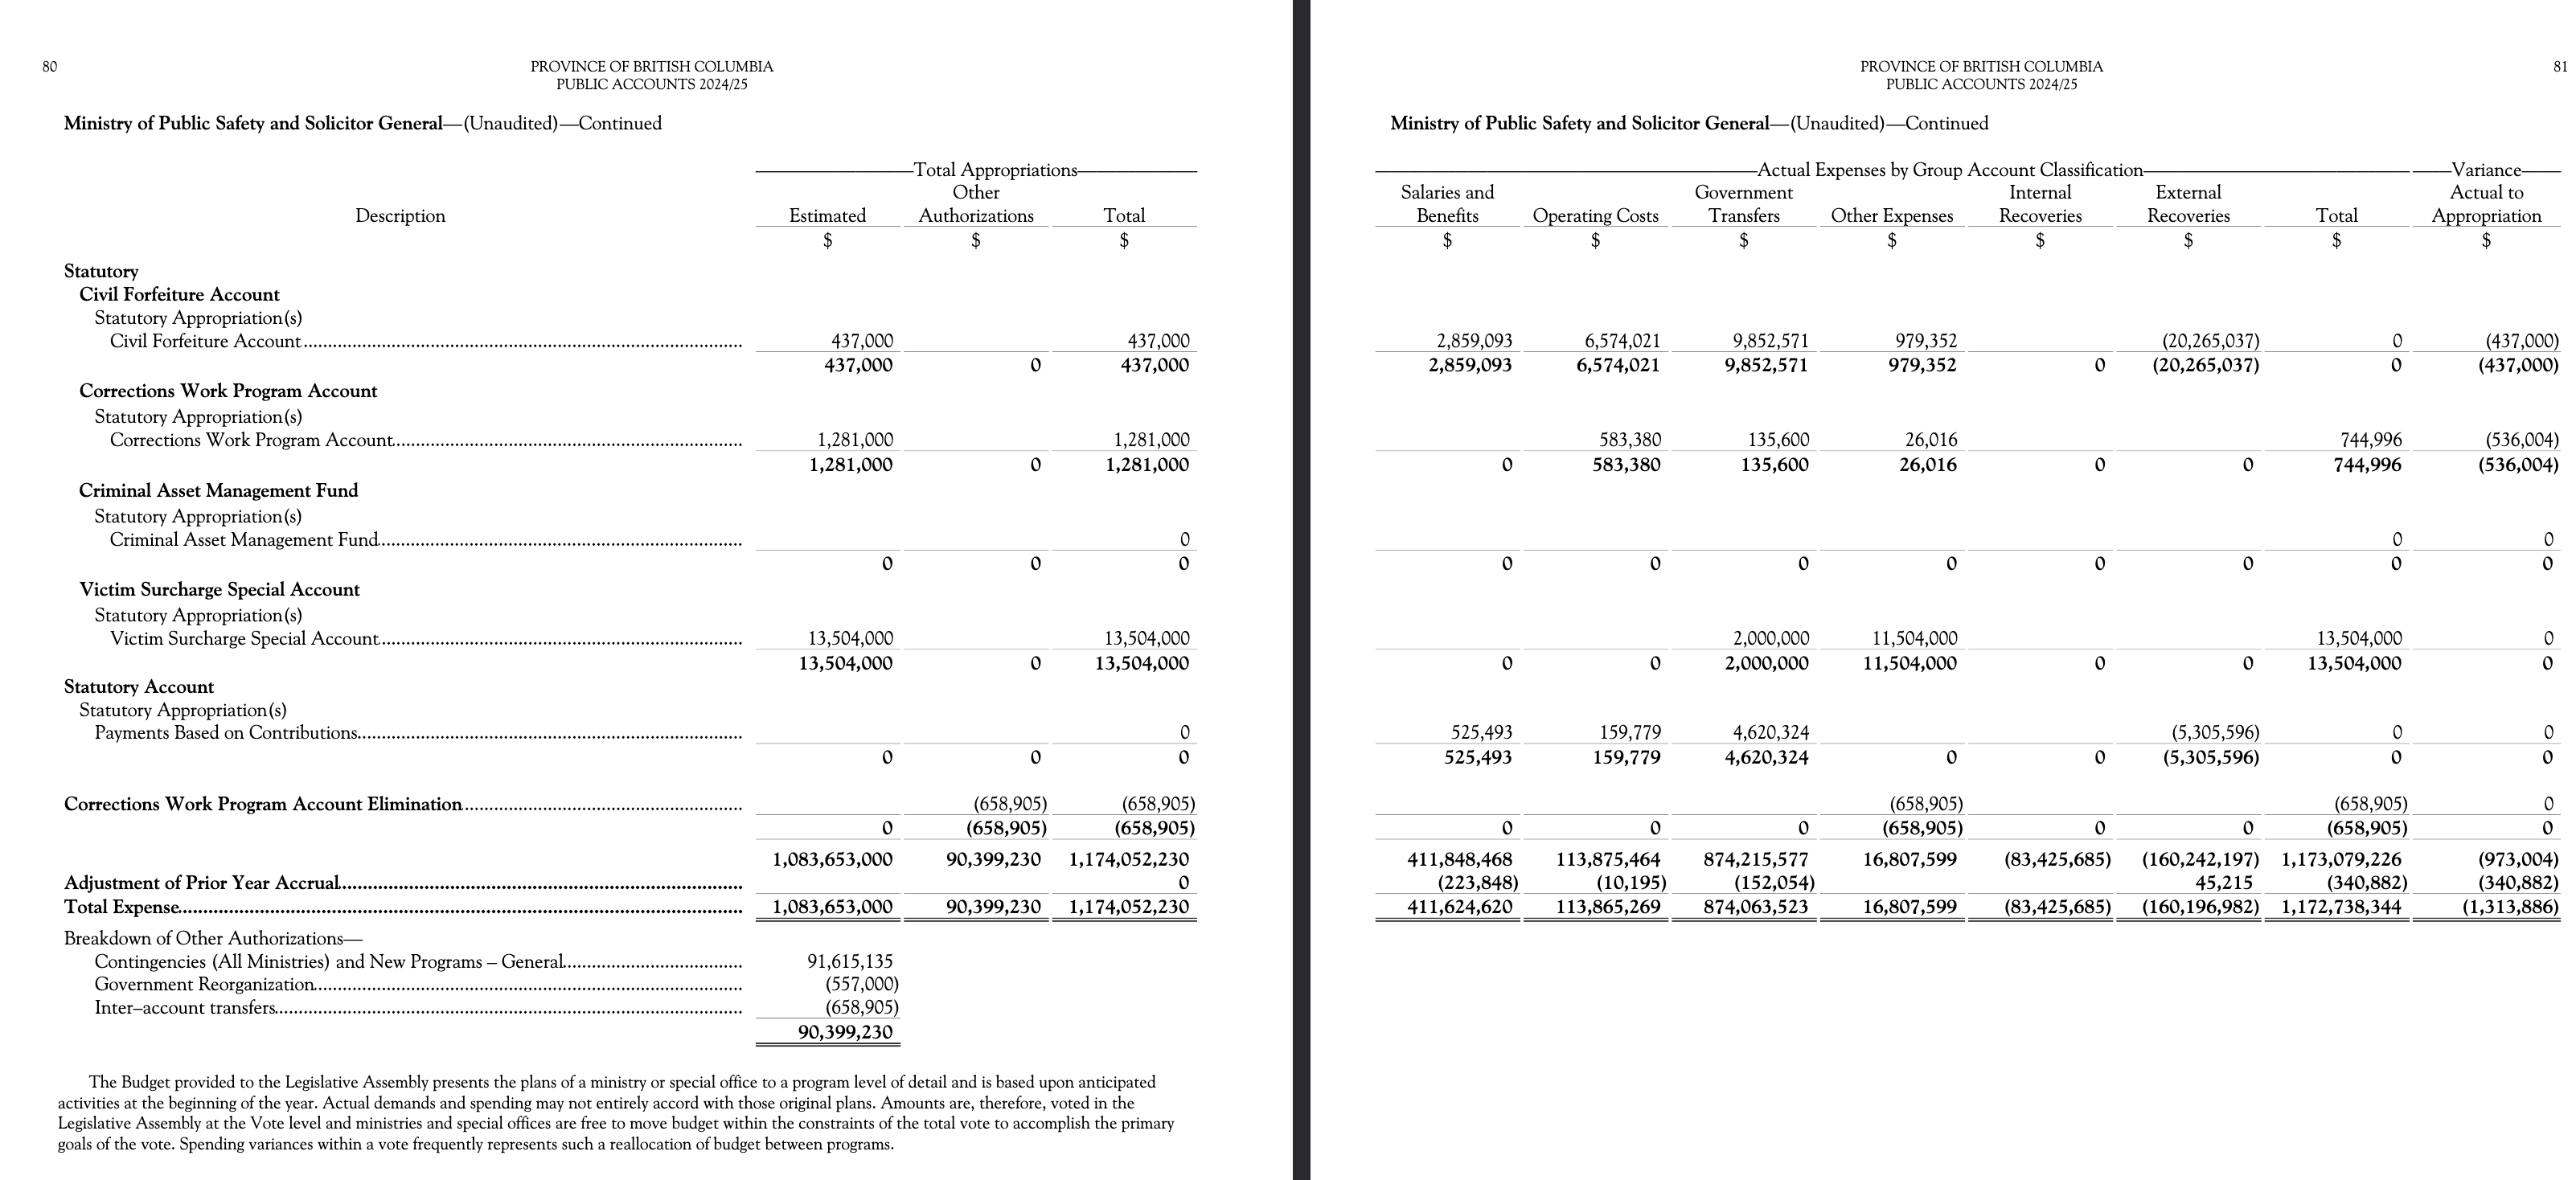 80
PROVINCE OF BRITISH COLUMBIA
PUBLIC ACCOUNTS 2024/25
Ministry of Public Safety and Solicitor General—(Unaudited)—Continued
Total Appropriations
Other
Description Estimated Authorizations Total
$ $ $
Statutory
Civil Forfeiture Account
Statutory Appropriation(s)
Civil Forfeiture Account 437,000 437,000
437,000 0 437,000
Corrections Work Program Account
Statutory Appropriation(s)
Corrections Work Program Account 1,281,000 1,281,000
1,281,000 0 1,281,000
Criminal Asset Management Fund
Statutory Appropriation(s)
Criminal Asset Management Fund 0
0 0 0
Victim Surcharge Special Account
Statutory Appropriation(s)
Victim Surcharge Special Account 13,504,000 13,504,000
13,504,000 0 13,504,000
Statutory Account
Statutory Appropriation(s)
Payments Based on Contributions 0
0 0 0
Corrections Work Program Account Elimination (658,905) (658,905)
0 (658,905) (658,905)
1,083,653,000 90,399,230 1,174,052,230
Adjustment of Prior Year Accrual 0
Total Expense 1,083,653,000 90,399,230 1,174,052,230
Breakdown of Other Authorizations—
Contingencies (All Ministries) and New Programs – General 91,615,135
Government Reorganization (557,000)
Inter–account transfers (658,905)
90,399,230
The Budget provided to the Legislative Assembly presents the plans of a ministry or special office to a program level of detail and is based upon anticipated
activities at the beginning of the year. Actual demands and spending may not entirely accord with those original plans. Amounts are, therefore, voted in the
Legislative Assembly at the Vote level and ministries and special offices are free to move budget within the constraints of the total vote to accomplish the primary
goals of the vote. Spending variances within a vote frequently represents such a reallocation of budget between programs.
PROVINCE OF BRITISH COLUMBIA
81
PUBLIC ACCOUNTS 2024/25
Ministry of Public Safety and Solicitor General—(Unaudited)—Continued
Actual Expenses by Group Account Classification Variance
Salaries and Government Internal External Actual to
Benefits Operating Costs Transfers Other Expenses Recoveries Recoveries Total Appropriation
$ $ $ $ $ $ $ $
2,859,093 6,574,021 9,852,571 979,352 (20,265,037) 0 (437,000)
2,859,093 6,574,021 9,852,571 979,352 0 (20,265,037) 0 (437,000)
583,380 135,600 26,016 744,996 (536,004)
0 583,380 135,600 26,016 0 0 744,996 (536,004)
0 0
0 0 0 0 0 0 0 0
2,000,000 11,504,000 13,504,000 0
0 0 2,000,000 11,504,000 0 0 13,504,000 0
525,493 159,779 4,620,324 (5,305,596) 0 0
525,493 159,779 4,620,324 0 0 (5,305,596) 0 0
(658,905) (658,905) 0
0 0 0 (658,905) 0 0 (658,905) 0
411,848,468 113,875,464 874,215,577 16,807,599 (83,425,685) (160,242,197) 1,173,079,226 (973,004)
(223,848) (10,195) (152,054) 45,215 (340,882) (340,882)
411,624,620 113,865,269 874,063,523 16,807,599 (83,425,685) (160,196,982) 1,172,738,344 (1,313,886)